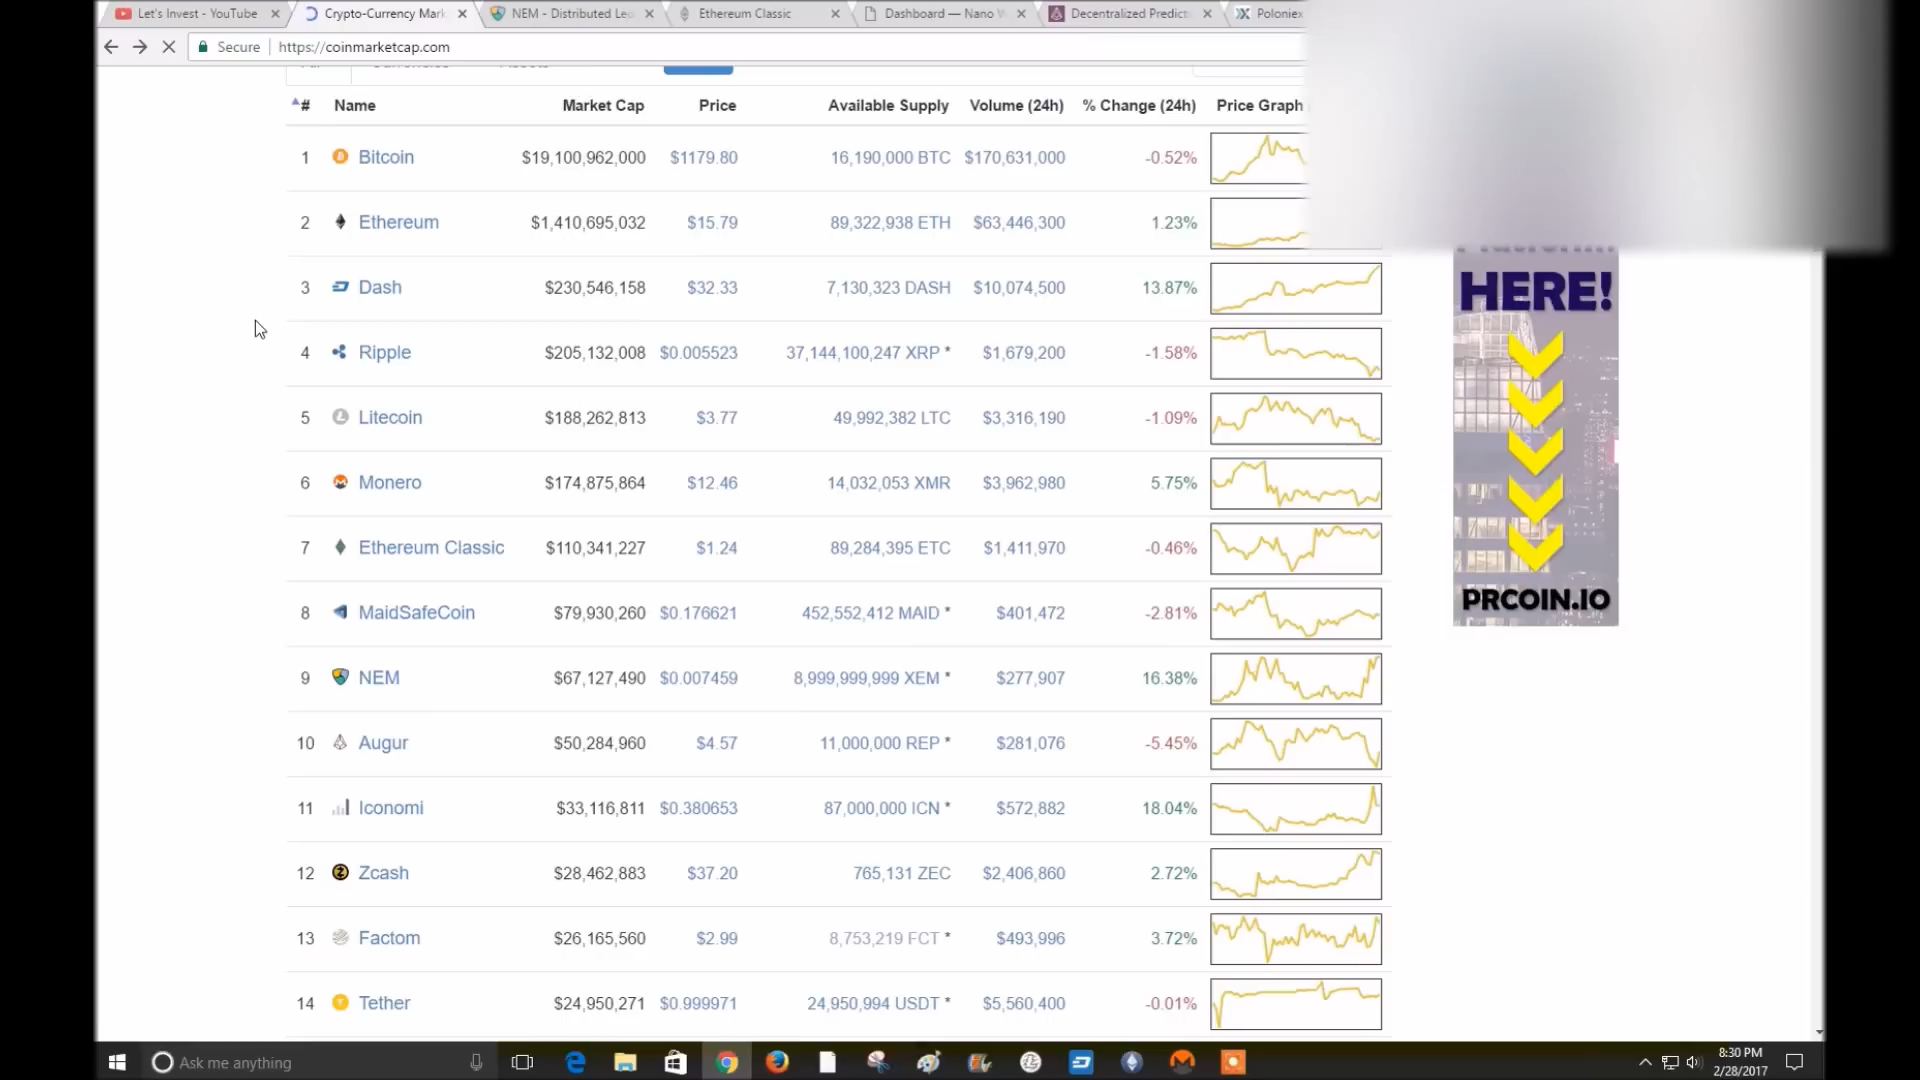 Let's Invest - YouTube
Crypto-Currency Mark
NEM - Distributed Le
Ethereum Classic
Dashboard — Nano W
Decentralized Predict
Poloniex
Secure
https://coinmarketcap.com
# Name Market Cap Price Available Supply Volume (24h) % Change (24h) Price Graph
1 Bitcoin $19,100,962,000 $1179.80 16,190,000 BTC $170,631,000 -0.52%
2 Ethereum $1,410,695,032 $15.79 89,322,938 ETH $63,446,300 1.23%
3 Dash $230,546,158 $32.33 7,130,323 DASH $10,074,500 13.87%
4 Ripple $205,132,008 $0.005523 37,144,100,247 XRP * $1,679,200 -1.58%
5 Litecoin $188,262,813 $3.77 49,992,382 LTC $3,316,190 -1.09%
6 Monero $174,875,864 $12.46 14,032,053 XMR $3,962,980 5.75%
7 Ethereum Classic $110,341,227 $1.24 89,284,395 ETC $1,411,970 -0.46%
8 MaidSafeCoin $79,930,260 $0.176621 452,552,412 MAID * $401,472 -2.81%
9 NEM $67,127,490 $0.007459 8,999,999,999 XEM * $277,907 16.38%
10 Augur $50,284,960 $4.57 11,000,000 REP * $281,076 -5.45%
11 Iconomi $33,116,811 $0.380653 87,000,000 ICN * $572,882 18.04%
12 Zcash $28,462,883 $37.20 765,131 ZEC $2,406,860 2.72%
13 Factom $26,165,560 $2.99 8,753,219 FCT * $493,996 3.72%
14 Tether $24,950,271 $0.999971 24,950,994 USDT * $5,560,400 -0.01%
HERE!
PRCOIN.IO
Ask me anything
8:30 PM
2/28/2017